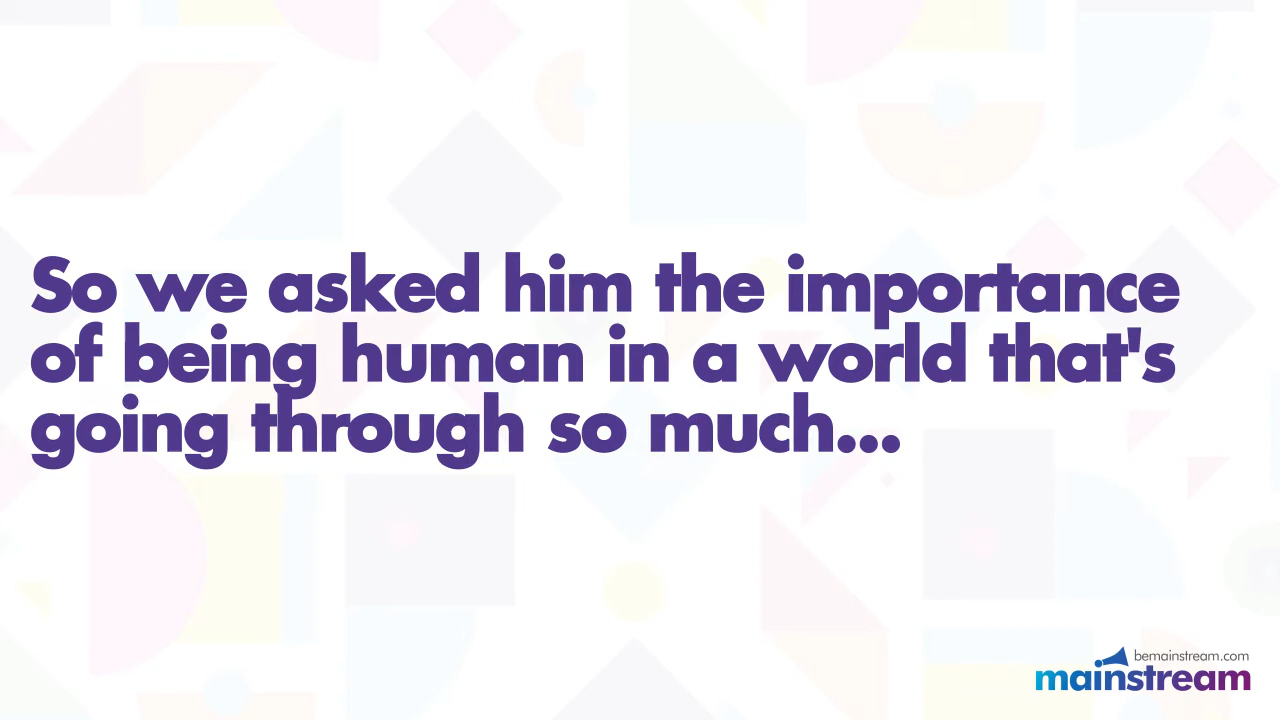 So we asked him the importance
of being human in a world that's
going through so much...
bemainstream.com
mainstream